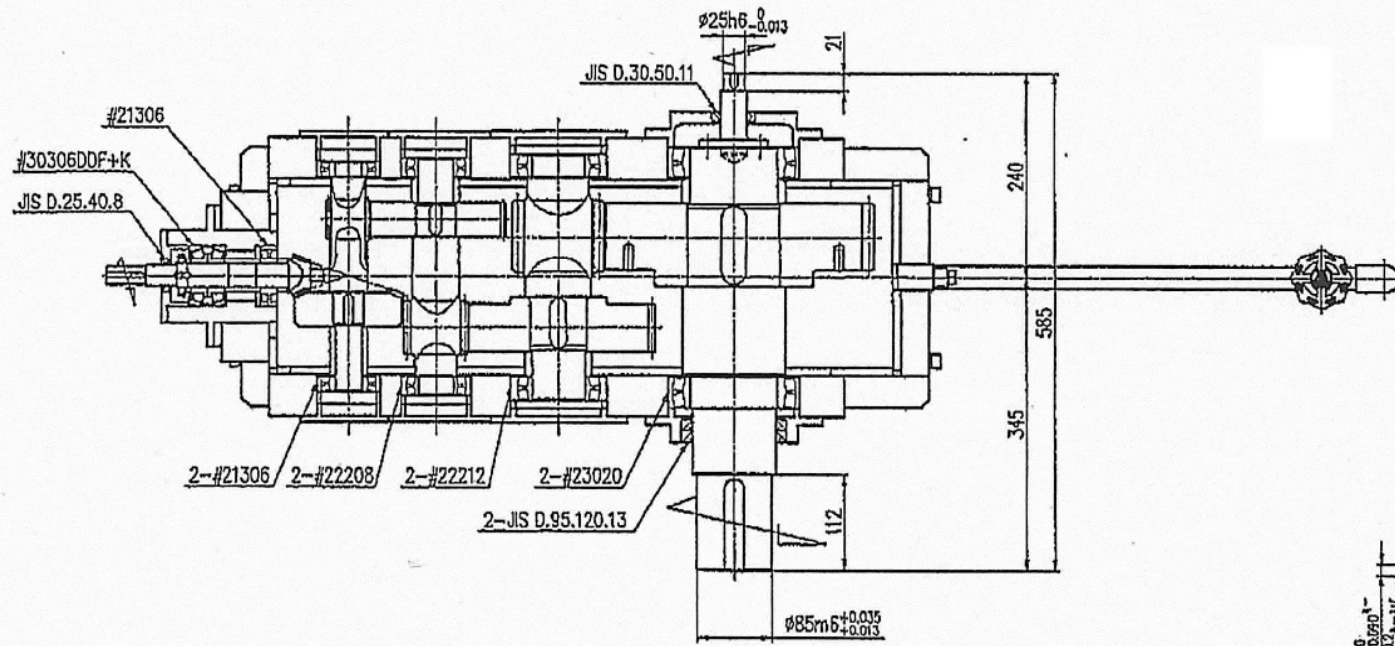 Ø25h6 0 -0.013
21
JIS D.30.50.11
#21306
#30306DDF+K
JIS D.25.40.8
240
585
345
2-#21306
2-#22208
2-#22212
2-#23020
2-JIS D.95.120.13
112
Ø85m6 +0.035 +0.013